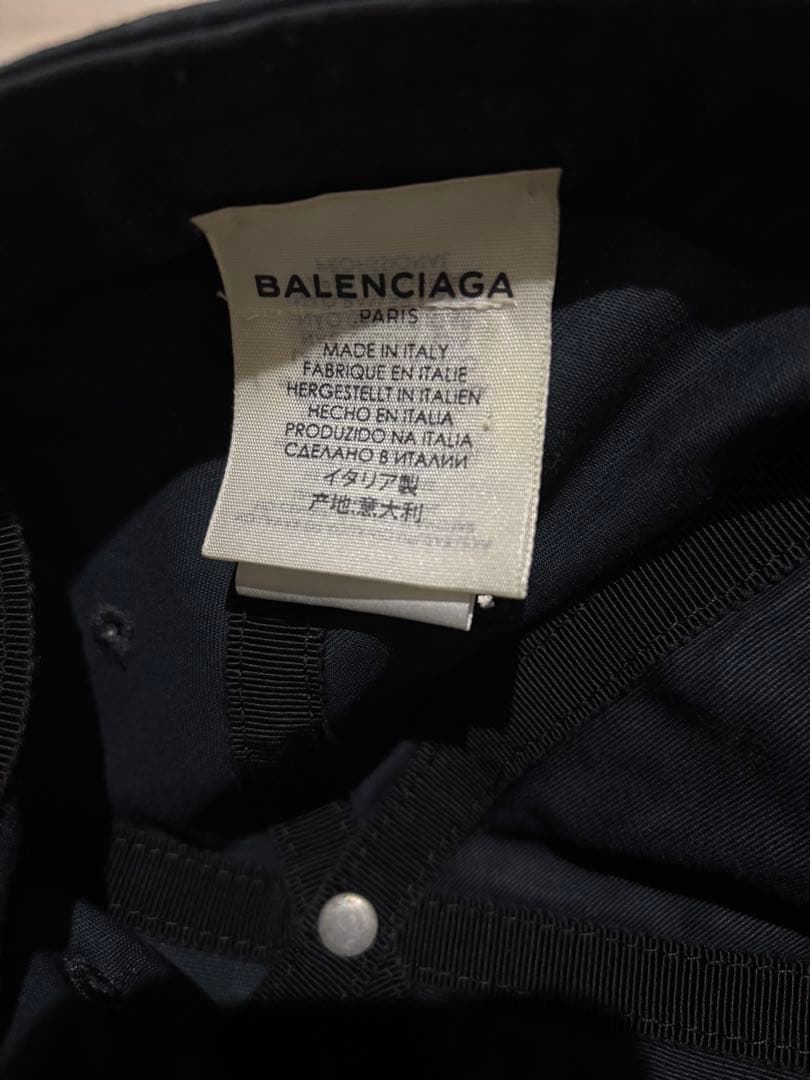 BALENCIAGA
PARIS
MADE IN ITALY
FABRIQUE EN ITALIE
HERGESTELLT IN ITALIEN
HECHO EN ITALIA
PRODUZIDO NA ITALIA
СДЕЛАНО В ИТАЛИИ
イタリア製
产地:意大利